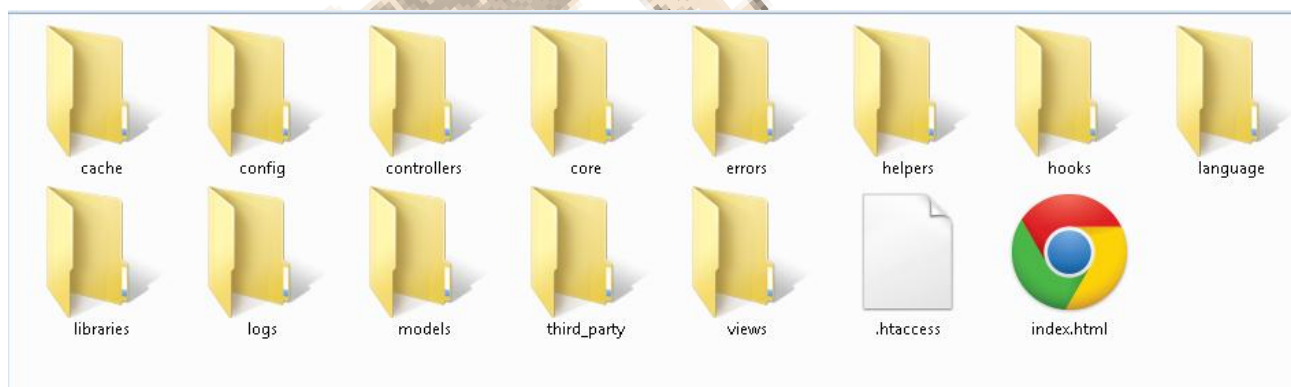 cache config controllers core errors helpers hooks language
libraries logs models third_party views .htaccess index.html